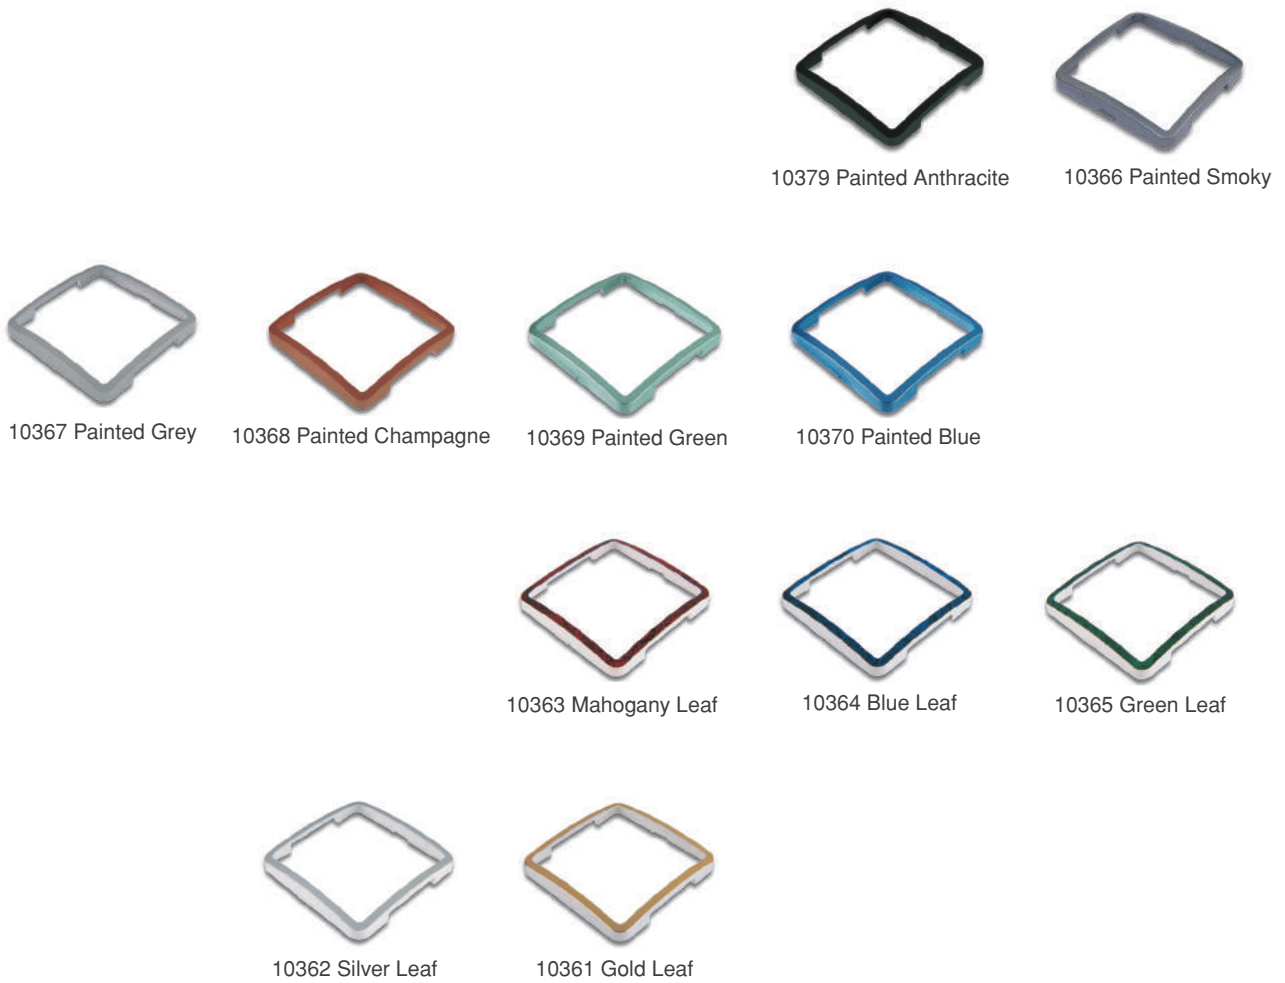 10379 Painted Anthracite
10366 Painted Smoky
10367 Painted Grey
10368 Painted Champagne
10369 Painted Green
10370 Painted Blue
10363 Mahogany Leaf
10364 Blue Leaf
10365 Green Leaf
10362 Silver Leaf
10361 Gold Leaf